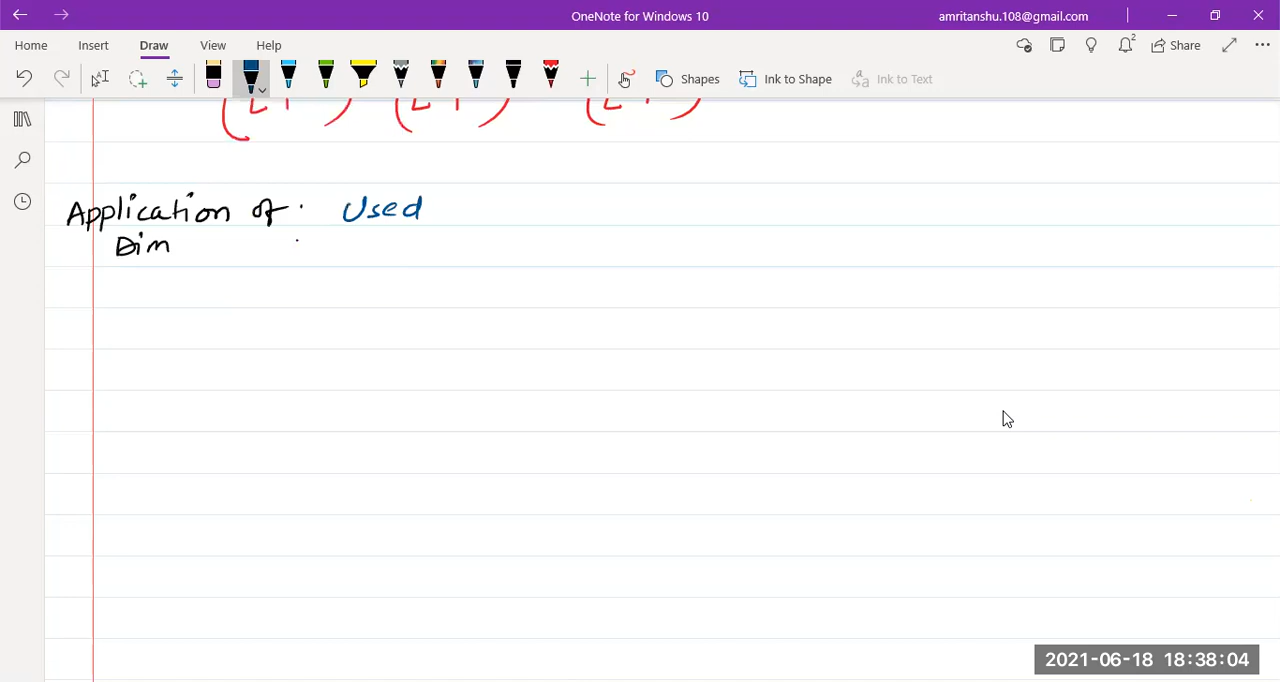 OneNote for Windows 10
amritanshu.108@gmail.com
Home Insert Draw View Help
2
Share
Shapes Ink to Shape Ink to Text
Application of : Used
Dim
2021-06-18 18:38:04